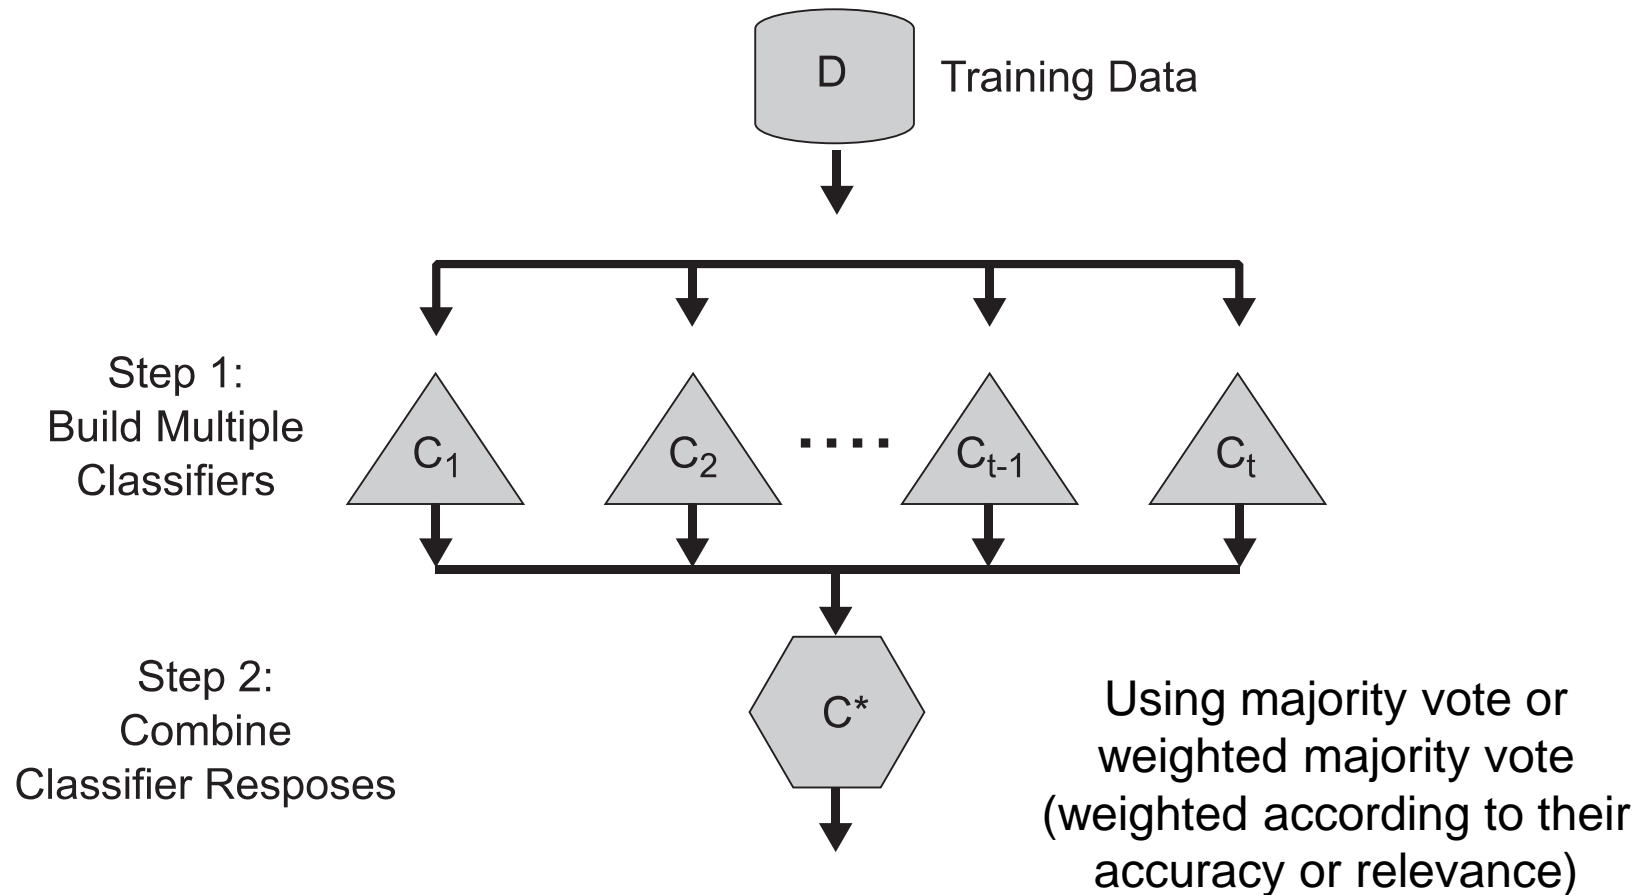 D
Training Data
Step 1:
Build Multiple
Classifiers
C1
C2
....
Ct-1
Ct
Step 2:
Combine
Classifier Resposes
C*
Using majority vote or
weighted majority vote
(weighted according to their
accuracy or relevance)